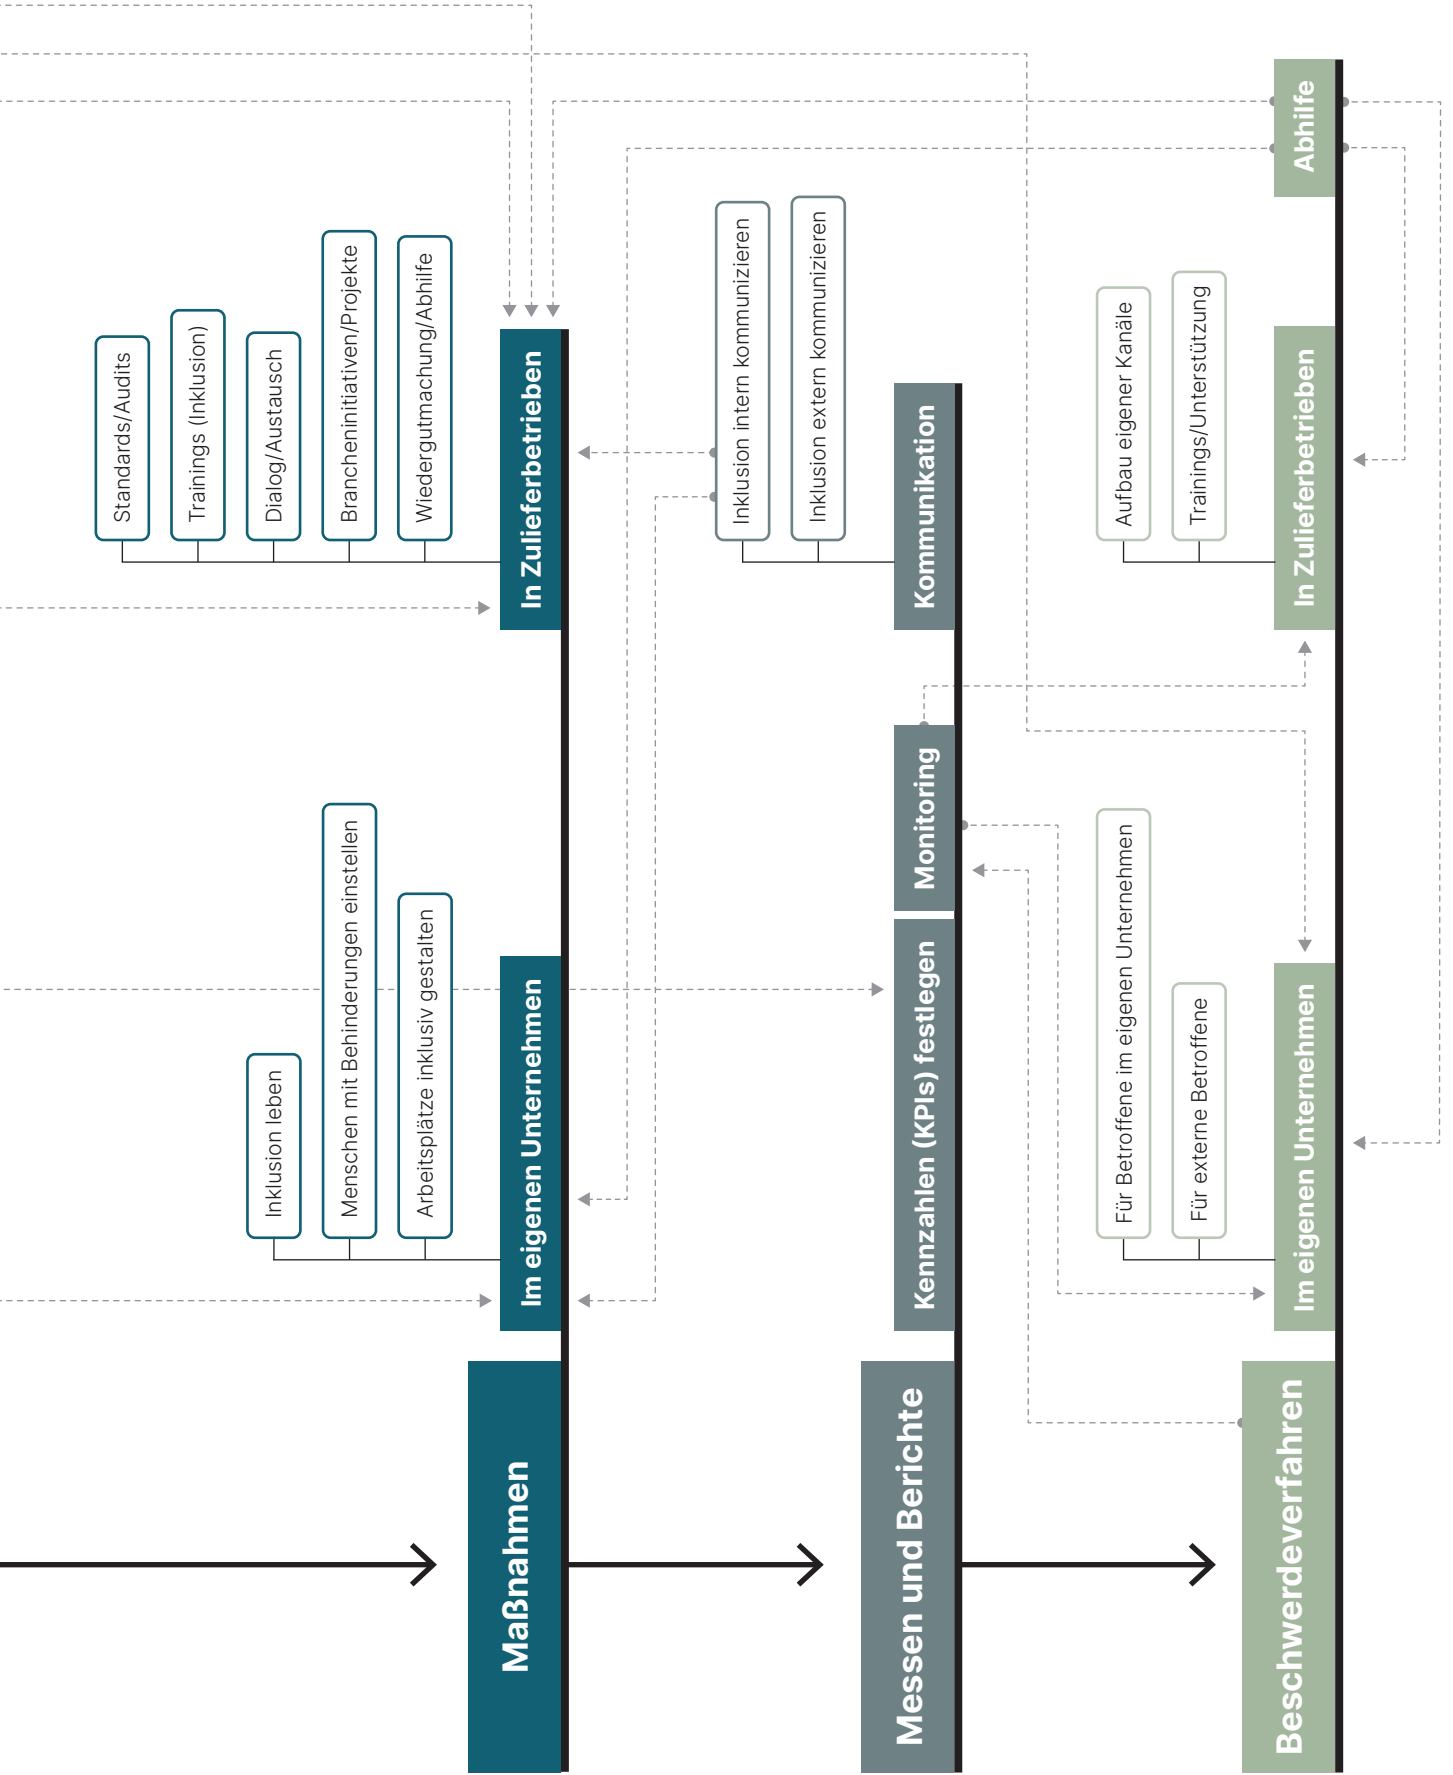 Maßnahmen
Im eigenen Unternehmen
Inklusion leben
Menschen mit Behinderungen einstellen
Arbeitsplätze inklusiv gestalten
In Zulieferbetrieben
Standards/Audits
Trainings (Inklusion)
Dialog/Austausch
Brancheninitiativen/Projekte
Wiedergutmachung/Abhilfe
Messen und Berichte
Kennzahlen (KPIs) festlegen
Monitoring
Kommunikation
Inklusion intern kommunizieren
Inklusion extern kommunizieren
Beschwerdeverfahren
Im eigenen Unternehmen
Für Betroffene im eigenen Unternehmen
Für externe Betroffene
In Zulieferbetrieben
Aufbau eigener Kanäle
Trainings/Unterstützung
Abhilfe